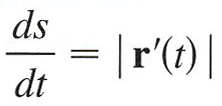 ds/dt = |r′(t)|